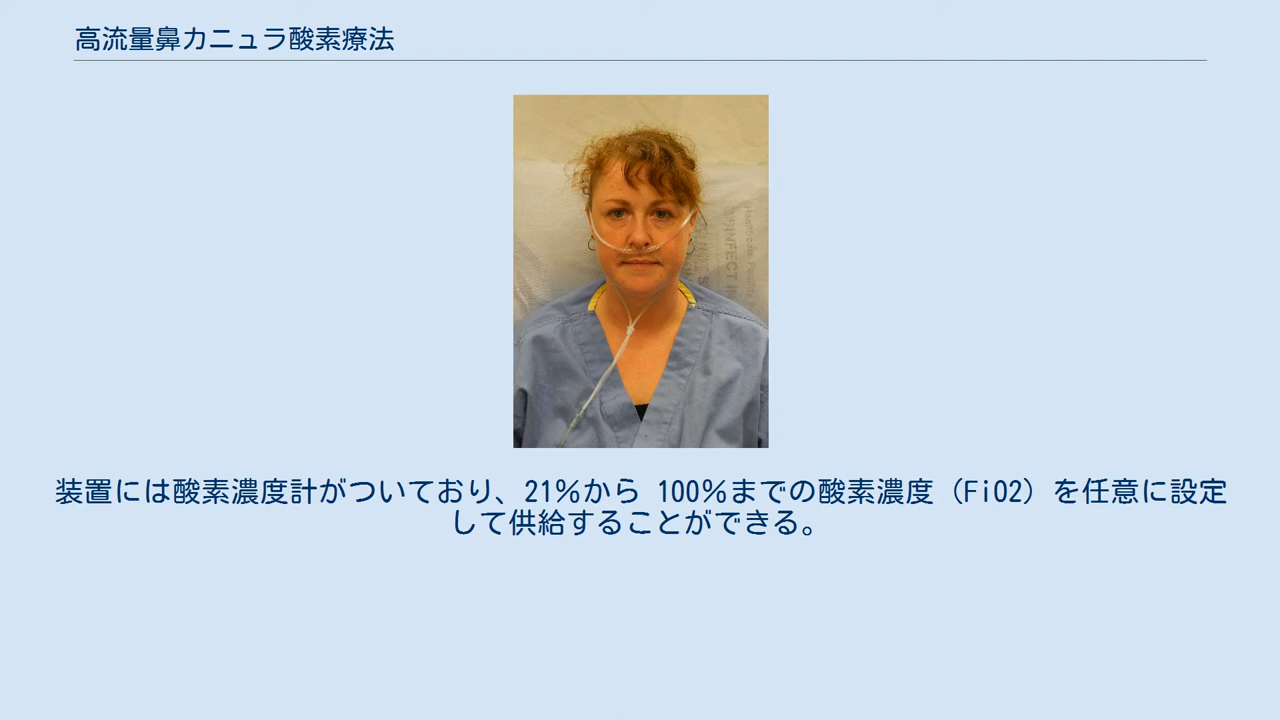 高流量鼻カニュラ酸素療法
装置には酸素濃度計がついており、21%から 100%までの酸素濃度（FiO2）を任意に設定
して供給することができる。